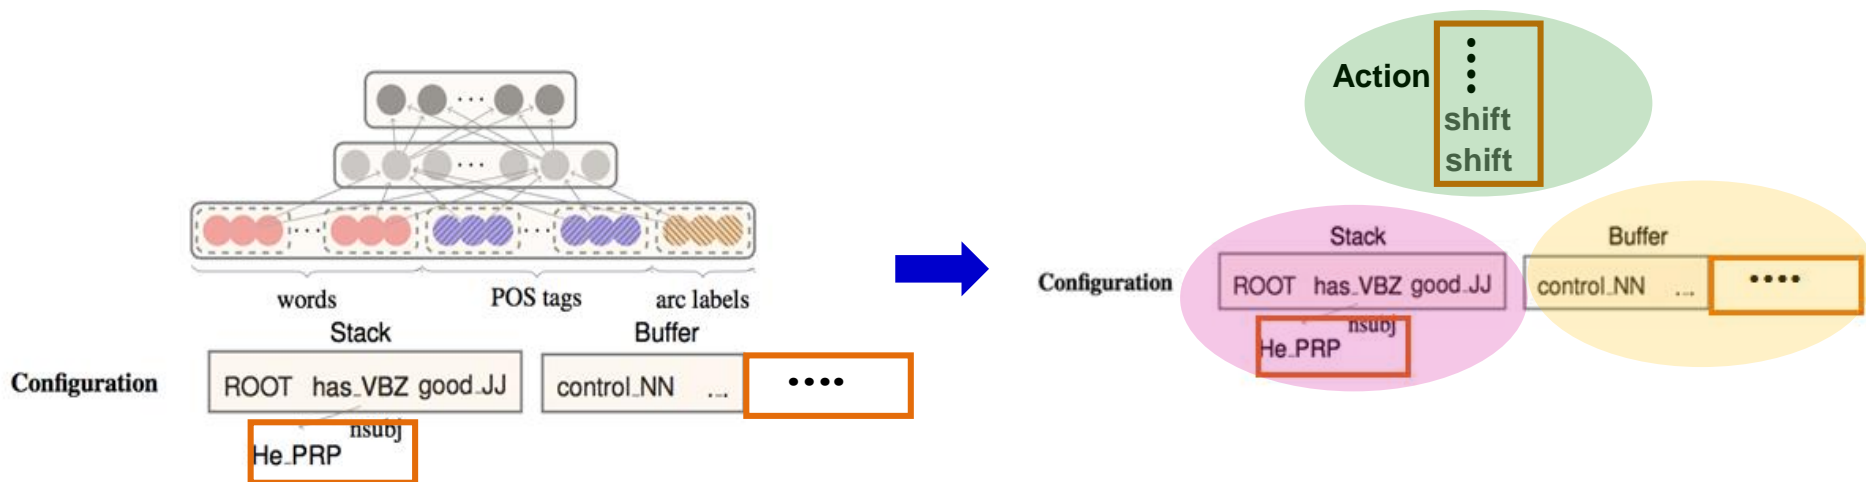 words POS tags arc labels
Stack Buffer
Configuration ROOT has_VBZ good_JJ control_NN ... ••••
nsubj
He_PRP
Action
shift
shift
Stack Buffer
Configuration ROOT has_VBZ good_JJ control_NN ... ••••
nsubj
He_PRP